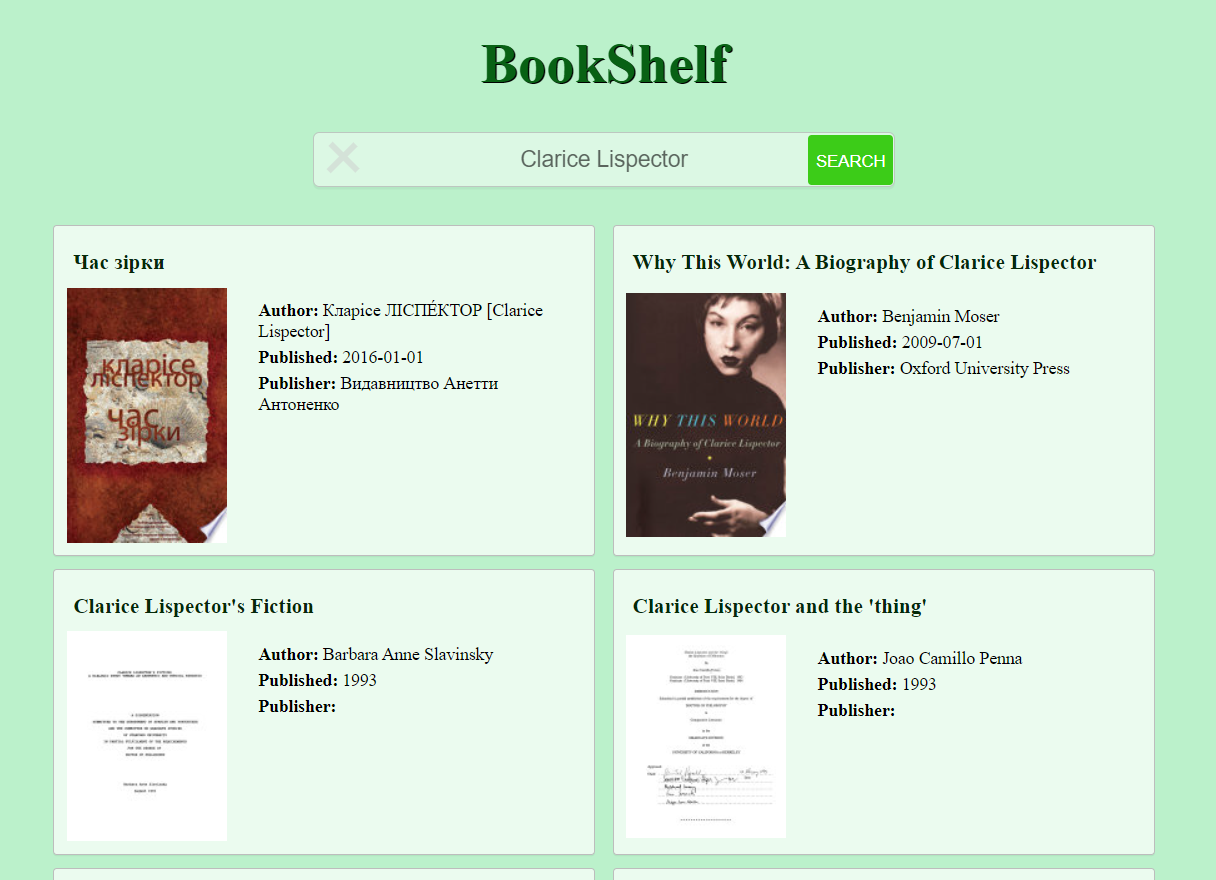 BookShelf
Clarice Lispector
SEARCH
Час зірки
кларісе
ліспектор
час
зірки
Author: Кларісе ЛІСПЕ́КТОР [Clarice
Lispector]
Published: 2016-01-01
Publisher: Видавництво Анетти
Антоненко
Why This World: A Biography of Clarice Lispector
WHY THIS WORLD
A Biography of Clarice Lispector
Benjamin Moser
Author: Benjamin Moser
Published: 2009-07-01
Publisher: Oxford University Press
Clarice Lispector's Fiction
Author: Barbara Anne Slavinsky
Published: 1993
Publisher:
Clarice Lispector and the 'thing'
Author: Joao Camillo Penna
Published: 1993
Publisher: